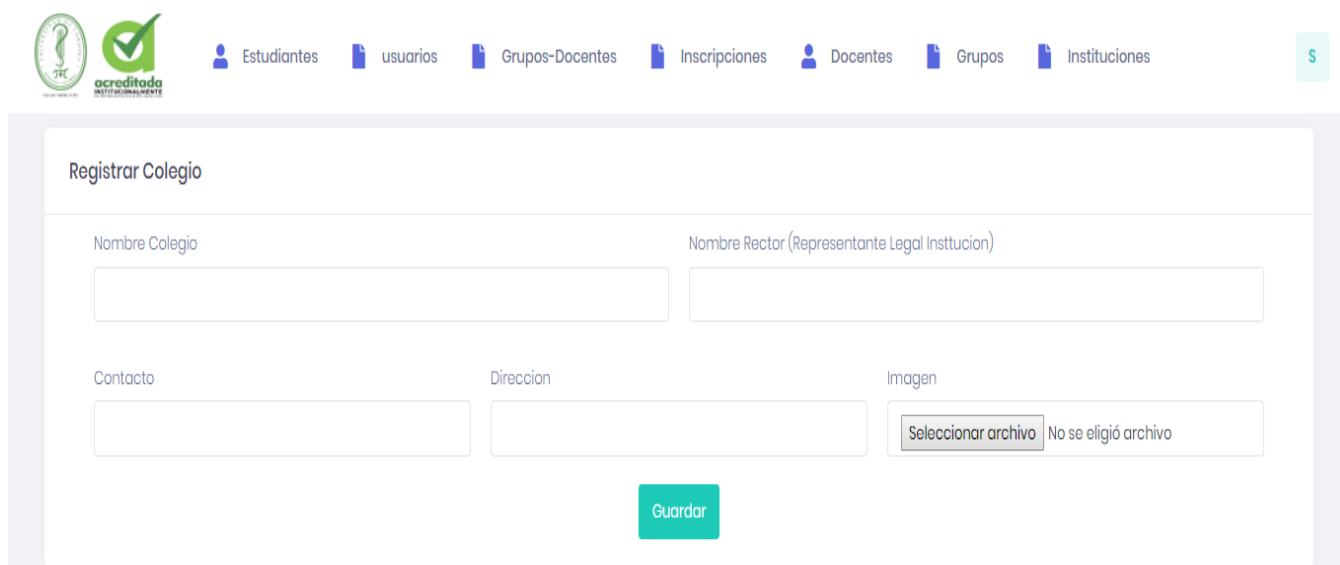 acreditada
INSTITUCIONALMENTE
Estudiantes usuarios Grupos-Docentes Inscripciones Docentes Grupos Instituciones S
Registrar Colegio
Nombre Colegio Nombre Rector (Representante Legal Insttucion)
Contacto Direccion Imagen
Seleccionar archivo No se eligió archivo
Guardar